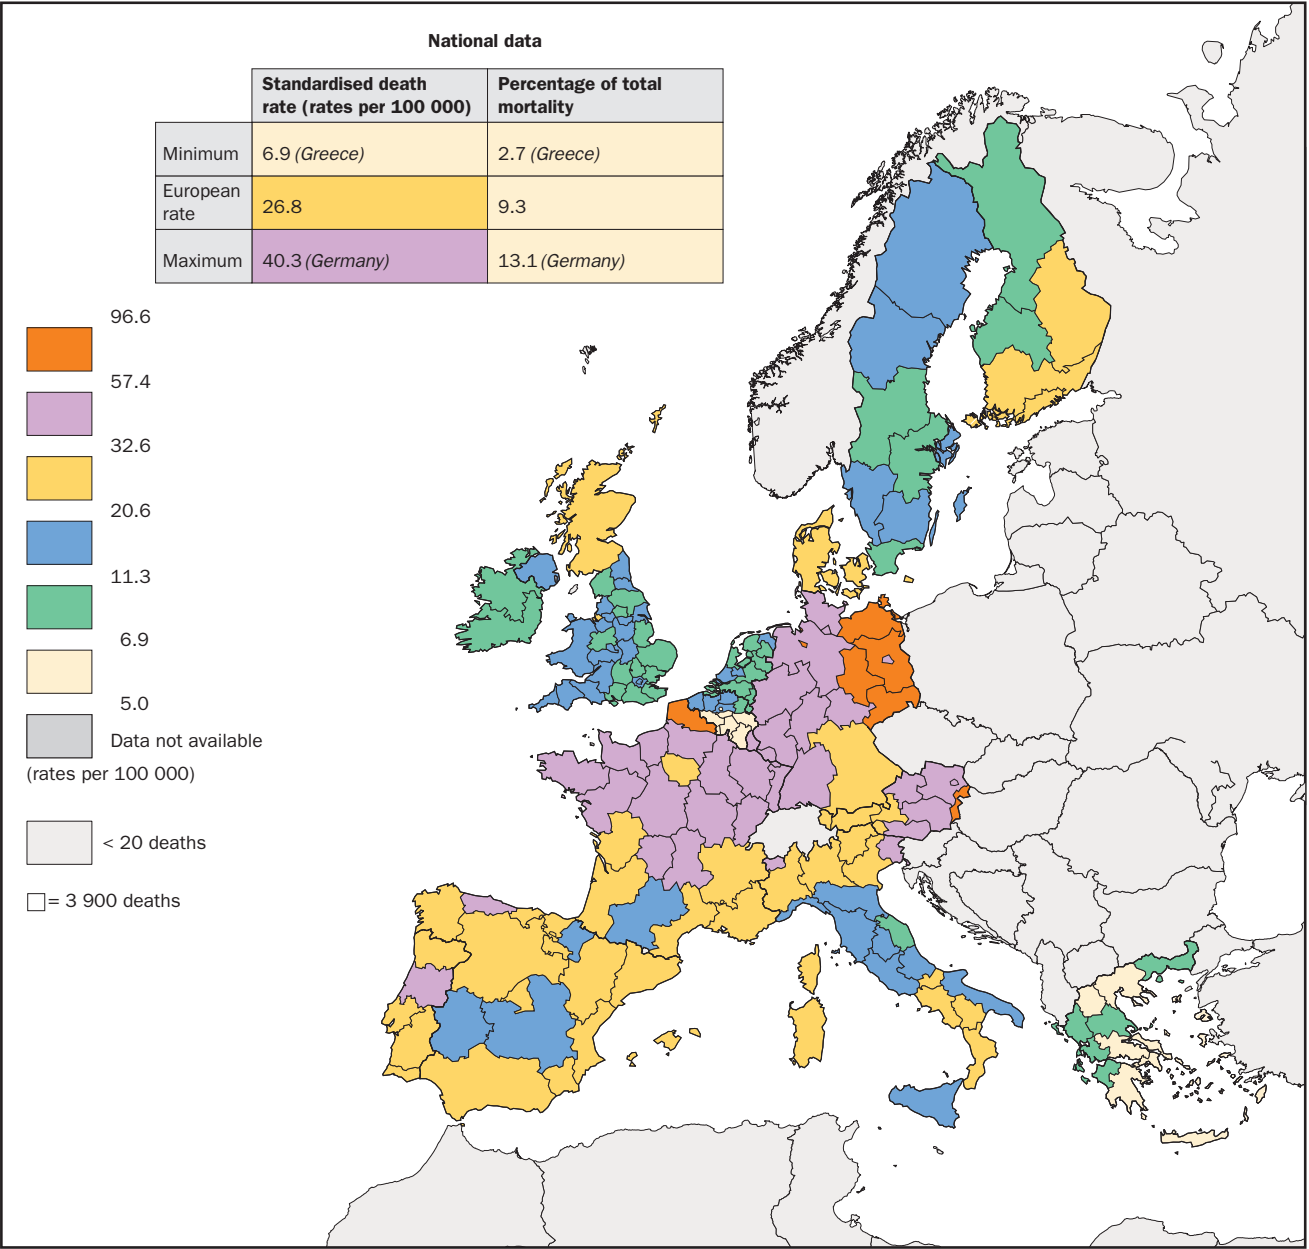 National data
Standardised death
rate (rates per 100 000)
Percentage of total
mortality
Minimum
6.9 (Greece)
2.7 (Greece)
European
rate
26.8
9.3
Maximum
40.3 (Germany)
13.1 (Germany)
96.6
57.4
32.6
20.6
11.3
6.9
5.0
Data not available
(rates per 100 000)
< 20 deaths
= 3 900 deaths